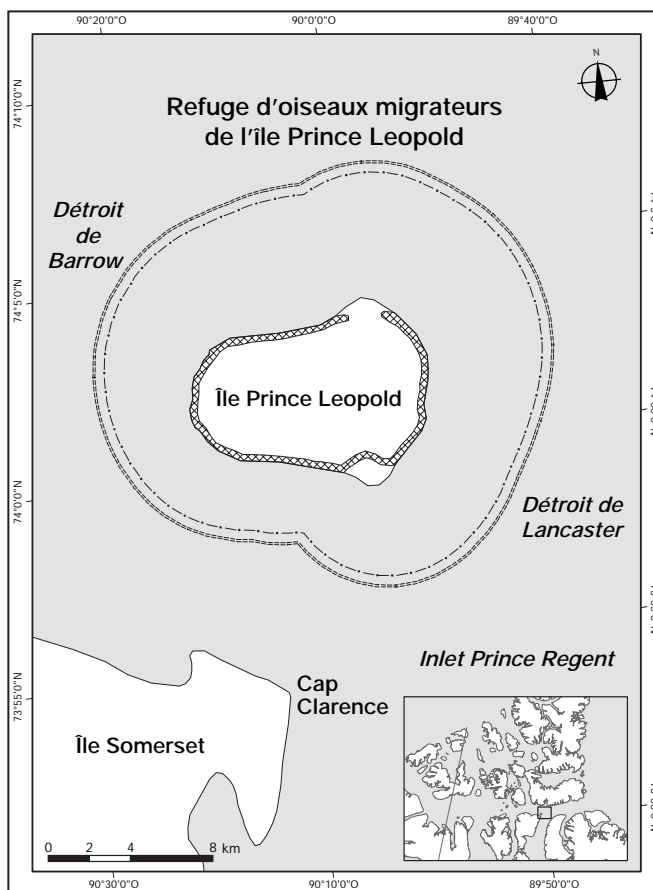 90°20'0"O 90°0'0"O 89°40'0"O
N
74°10'0"N
Refuge d'oiseaux migrateurs
de l'île Prince Leopold
Détroit
de
Barrow
74°5'0"N
Île Prince Leopold
74°0'0"N
Détroit de
Lancaster
Inlet Prince Regent
Cap
Clarence
73°55'0"N
Île Somerset
0 2 4 8 km
90°30'0"O 90°10'0"O 89°50'0"O